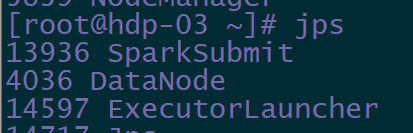 [root@hdp-03 ~]# jps
13936 SparkSubmit
4036 DataNode
14597 ExecutorLauncher